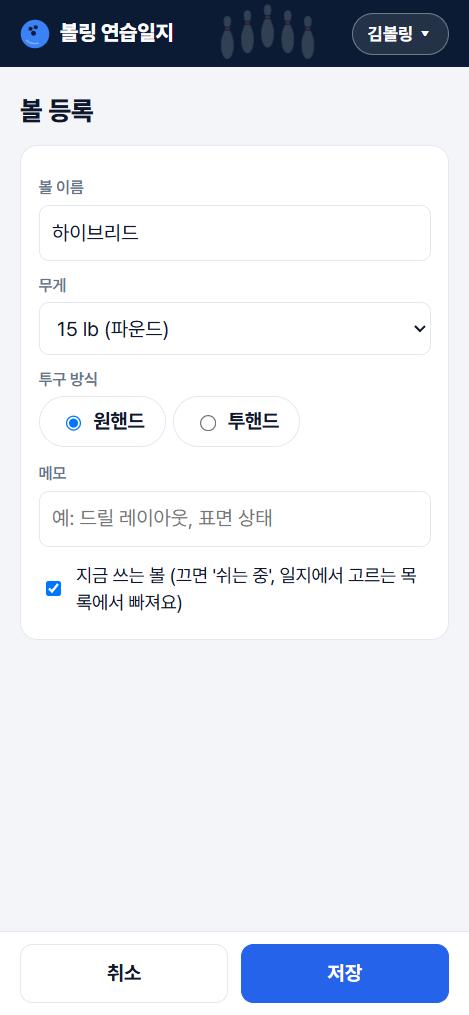 볼링 연습일지
김볼링
볼 등록
볼 이름
하이브리드
무게
15 lb (파운드)
투구 방식
원핸드
투핸드
메모
예: 드릴 레이아웃, 표면 상태
지금 쓰는 볼 (끄면 '쉬는 중', 일지에서 고르는 목
록에서 빠져요)
취소
저장